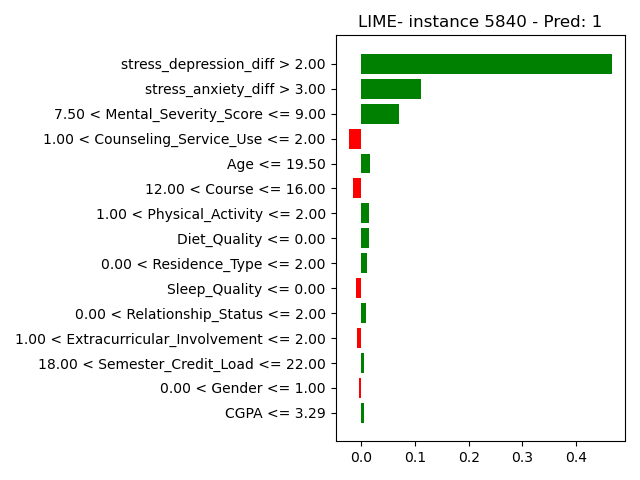 LIME- instance 5840 - Pred: 1
stress_depression_diff > 2.00
stress_anxiety_diff > 3.00
7.50 < Mental_Severity_Score <= 9.00
1.00 < Counseling_Service_Use <= 2.00
Age <= 19.50
12.00 < Course <= 16.00
1.00 < Physical_Activity <= 2.00
Diet_Quality <= 0.00
0.00 < Residence_Type <= 2.00
Sleep_Quality <= 0.00
0.00 < Relationship_Status <= 2.00
1.00 < Extracurricular_Involvement <= 2.00
18.00 < Semester_Credit_Load <= 22.00
0.00 < Gender <= 1.00
CGPA <= 3.29
0.0 0.1 0.2 0.3 0.4